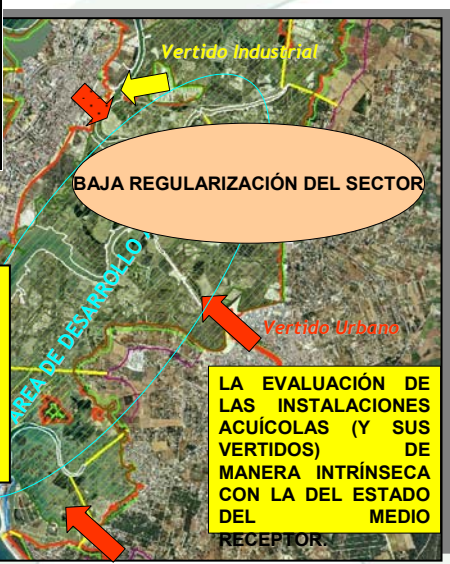 Vertido Industrial
BAJA REGULARIZACIÓN DEL SECTOR
AREA DE DESARROLLO
Vertido Urbano
LA EVALUACIÓN DE
LAS INSTALACIONES
ACUÍCOLAS (Y SUS
VERTIDOS) DE
MANERA INTRÍNSECA
CON LA DEL ESTADO
DEL MEDIO
RECEPTOR.